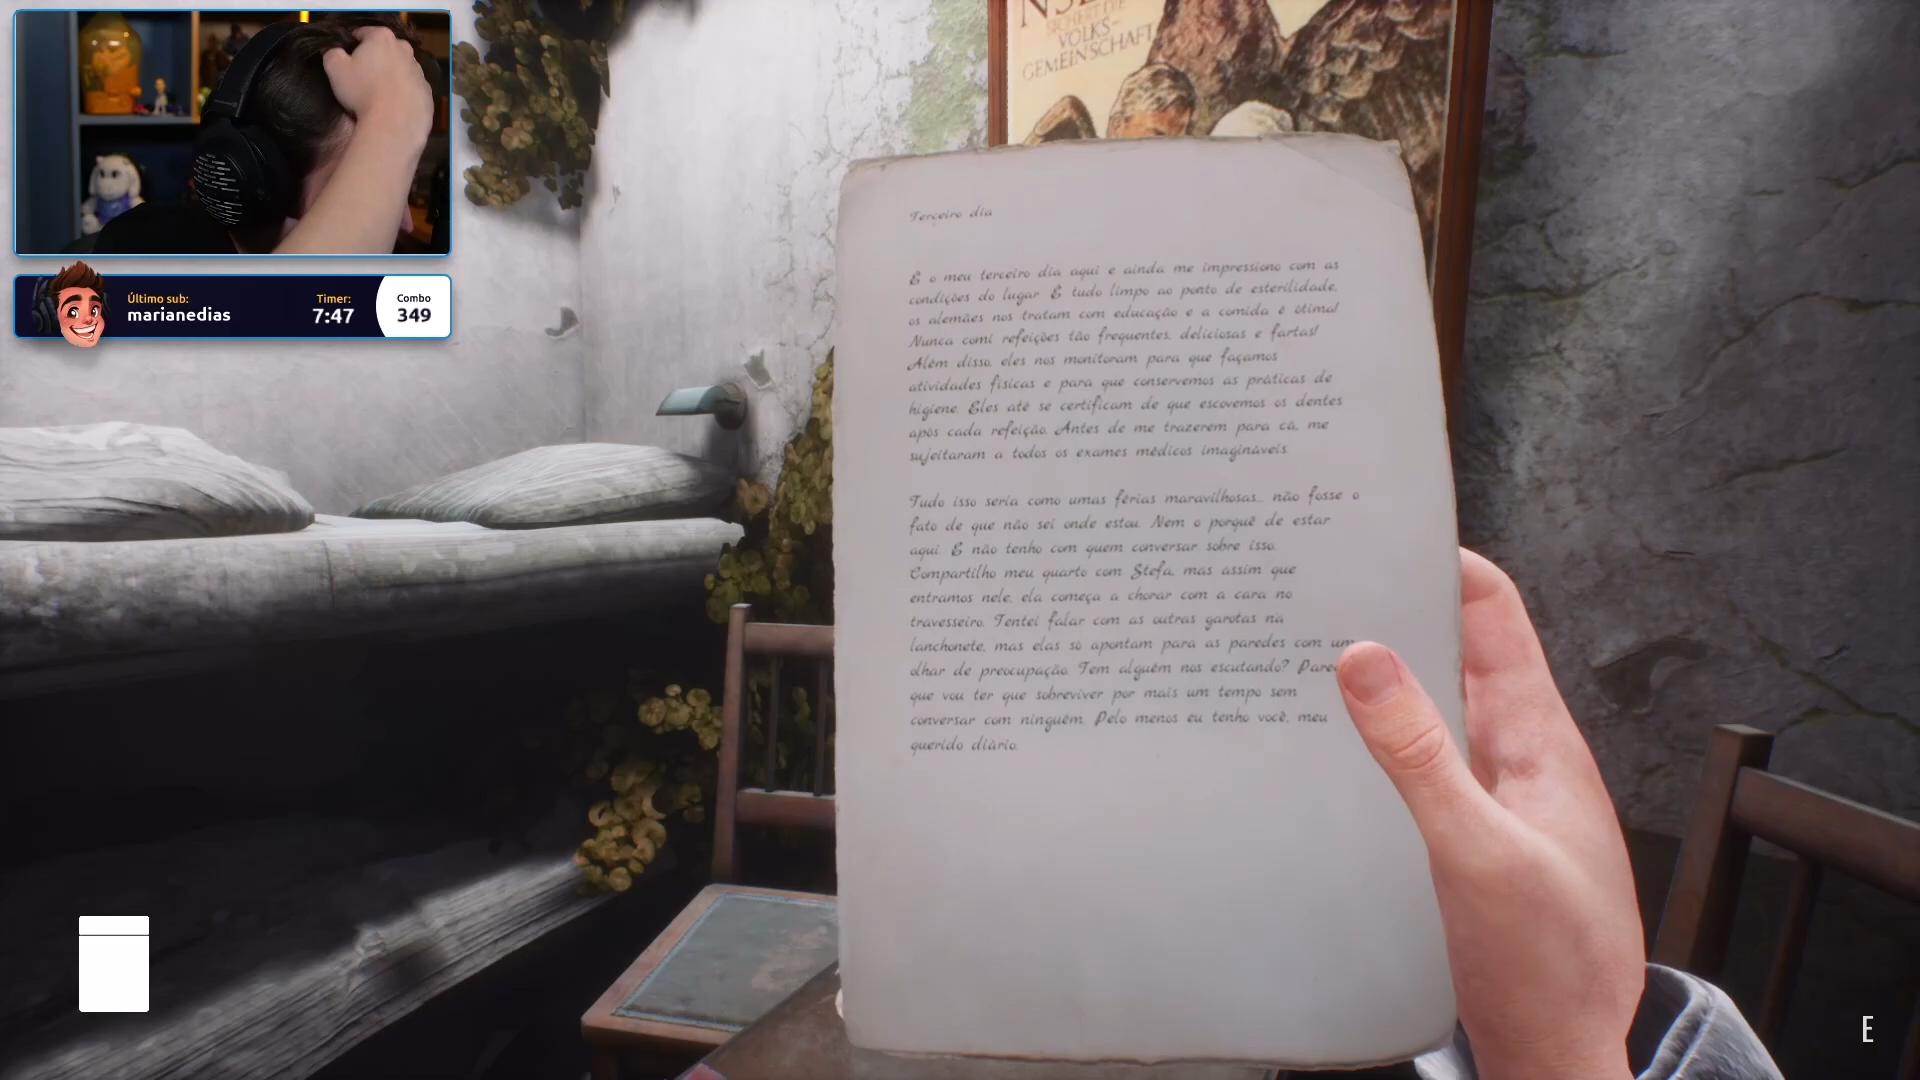 Último sub:
marianedias
Timer:
7:47
Combo
349
VOLKS-
GEMEINSCHAFT
Terceiro dia
É o meu terceiro dia aqui e ainda me impressiono com as
condições do lugar É tudo limpo ao ponto de esterilidade,
os alemães nos tratam com educação e a comida é ótima!
Nunca comi refeições tão frequentes, deliciosas e fartas!
Além disso, eles nos monitoram para que façamos
atividades físicas e para que conservemos as práticas de
higiene. Eles até se certificam de que escovemos os dentes
após cada refeição. Antes de me trazerem para cá, me
sujeitaram a todos os exames médicos imagináveis.
Tudo isso seria como umas férias maravilhosas... não fosse o
fato de que não sei onde estou. Nem o porquê de estar
aqui. E não tenho com quem conversar sobre isso.
Compartilho meu quarto com Stefa, mas assim que
entramos nele, ela começa a chorar com a cara no
travesseiro. Tentei falar com as outras garotas na
lanchonete, mas elas só apontam para as paredes com um
olhar de preocupação. Tem alguém nos escutando?
que vou ter que sobreviver por mais um tempo sem
conversar com ninguém. Pelo menos eu tenho você, meu
querido diário.
E